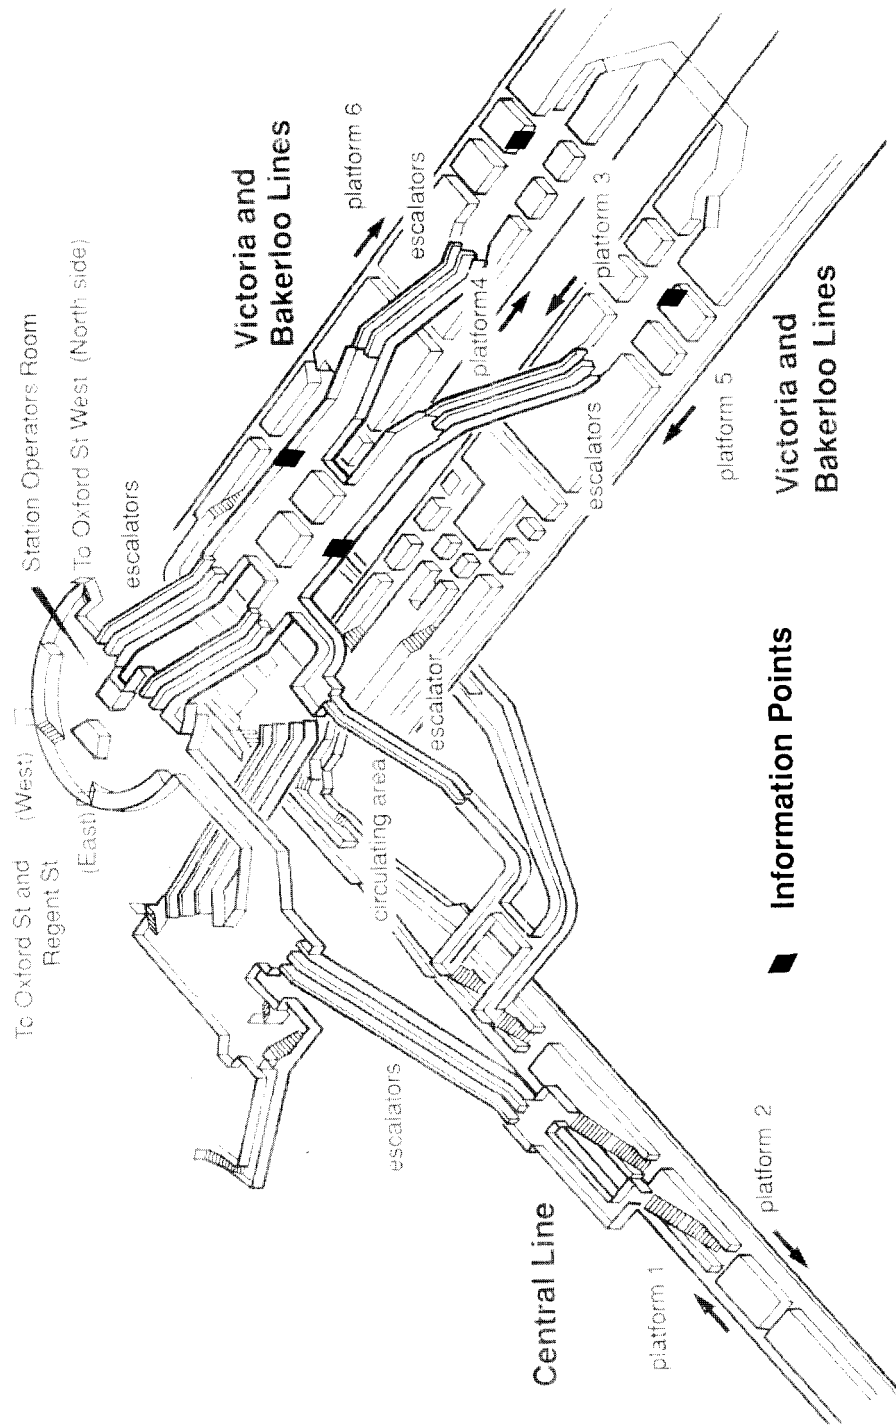 To Oxford St and
Regent St
(West)
(East)
Station Operators Room
To Oxford St West (North side)
escalators
Victoria and
Bakerloo Lines
platform 6
escalators
escalators
circulating area
escalator
platform4
platform 3
escalators
platform 5
Victoria and
Bakerloo Lines
Central Line
platform 1
platform 2
Information Points